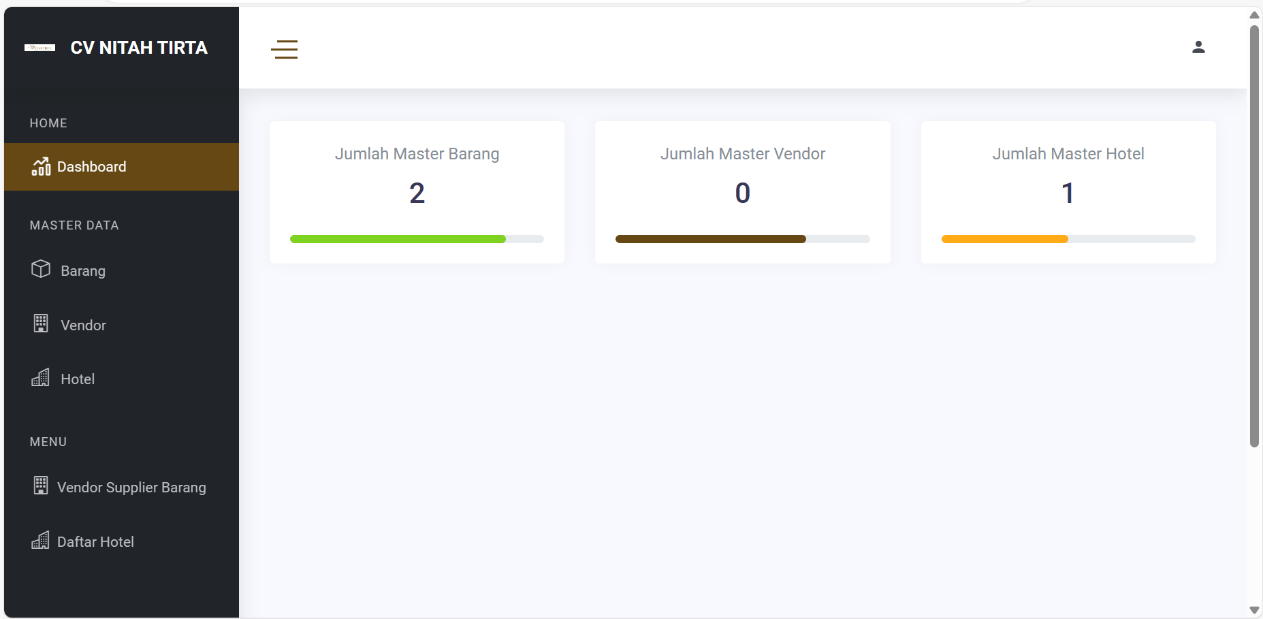 CV NITAH TIRTA
HOME
Dashboard
MASTER DATA
Barang
Vendor
Hotel
MENU
Vendor Supplier Barang
Daftar Hotel
Jumlah Master Barang
2
Jumlah Master Vendor
0
Jumlah Master Hotel
1